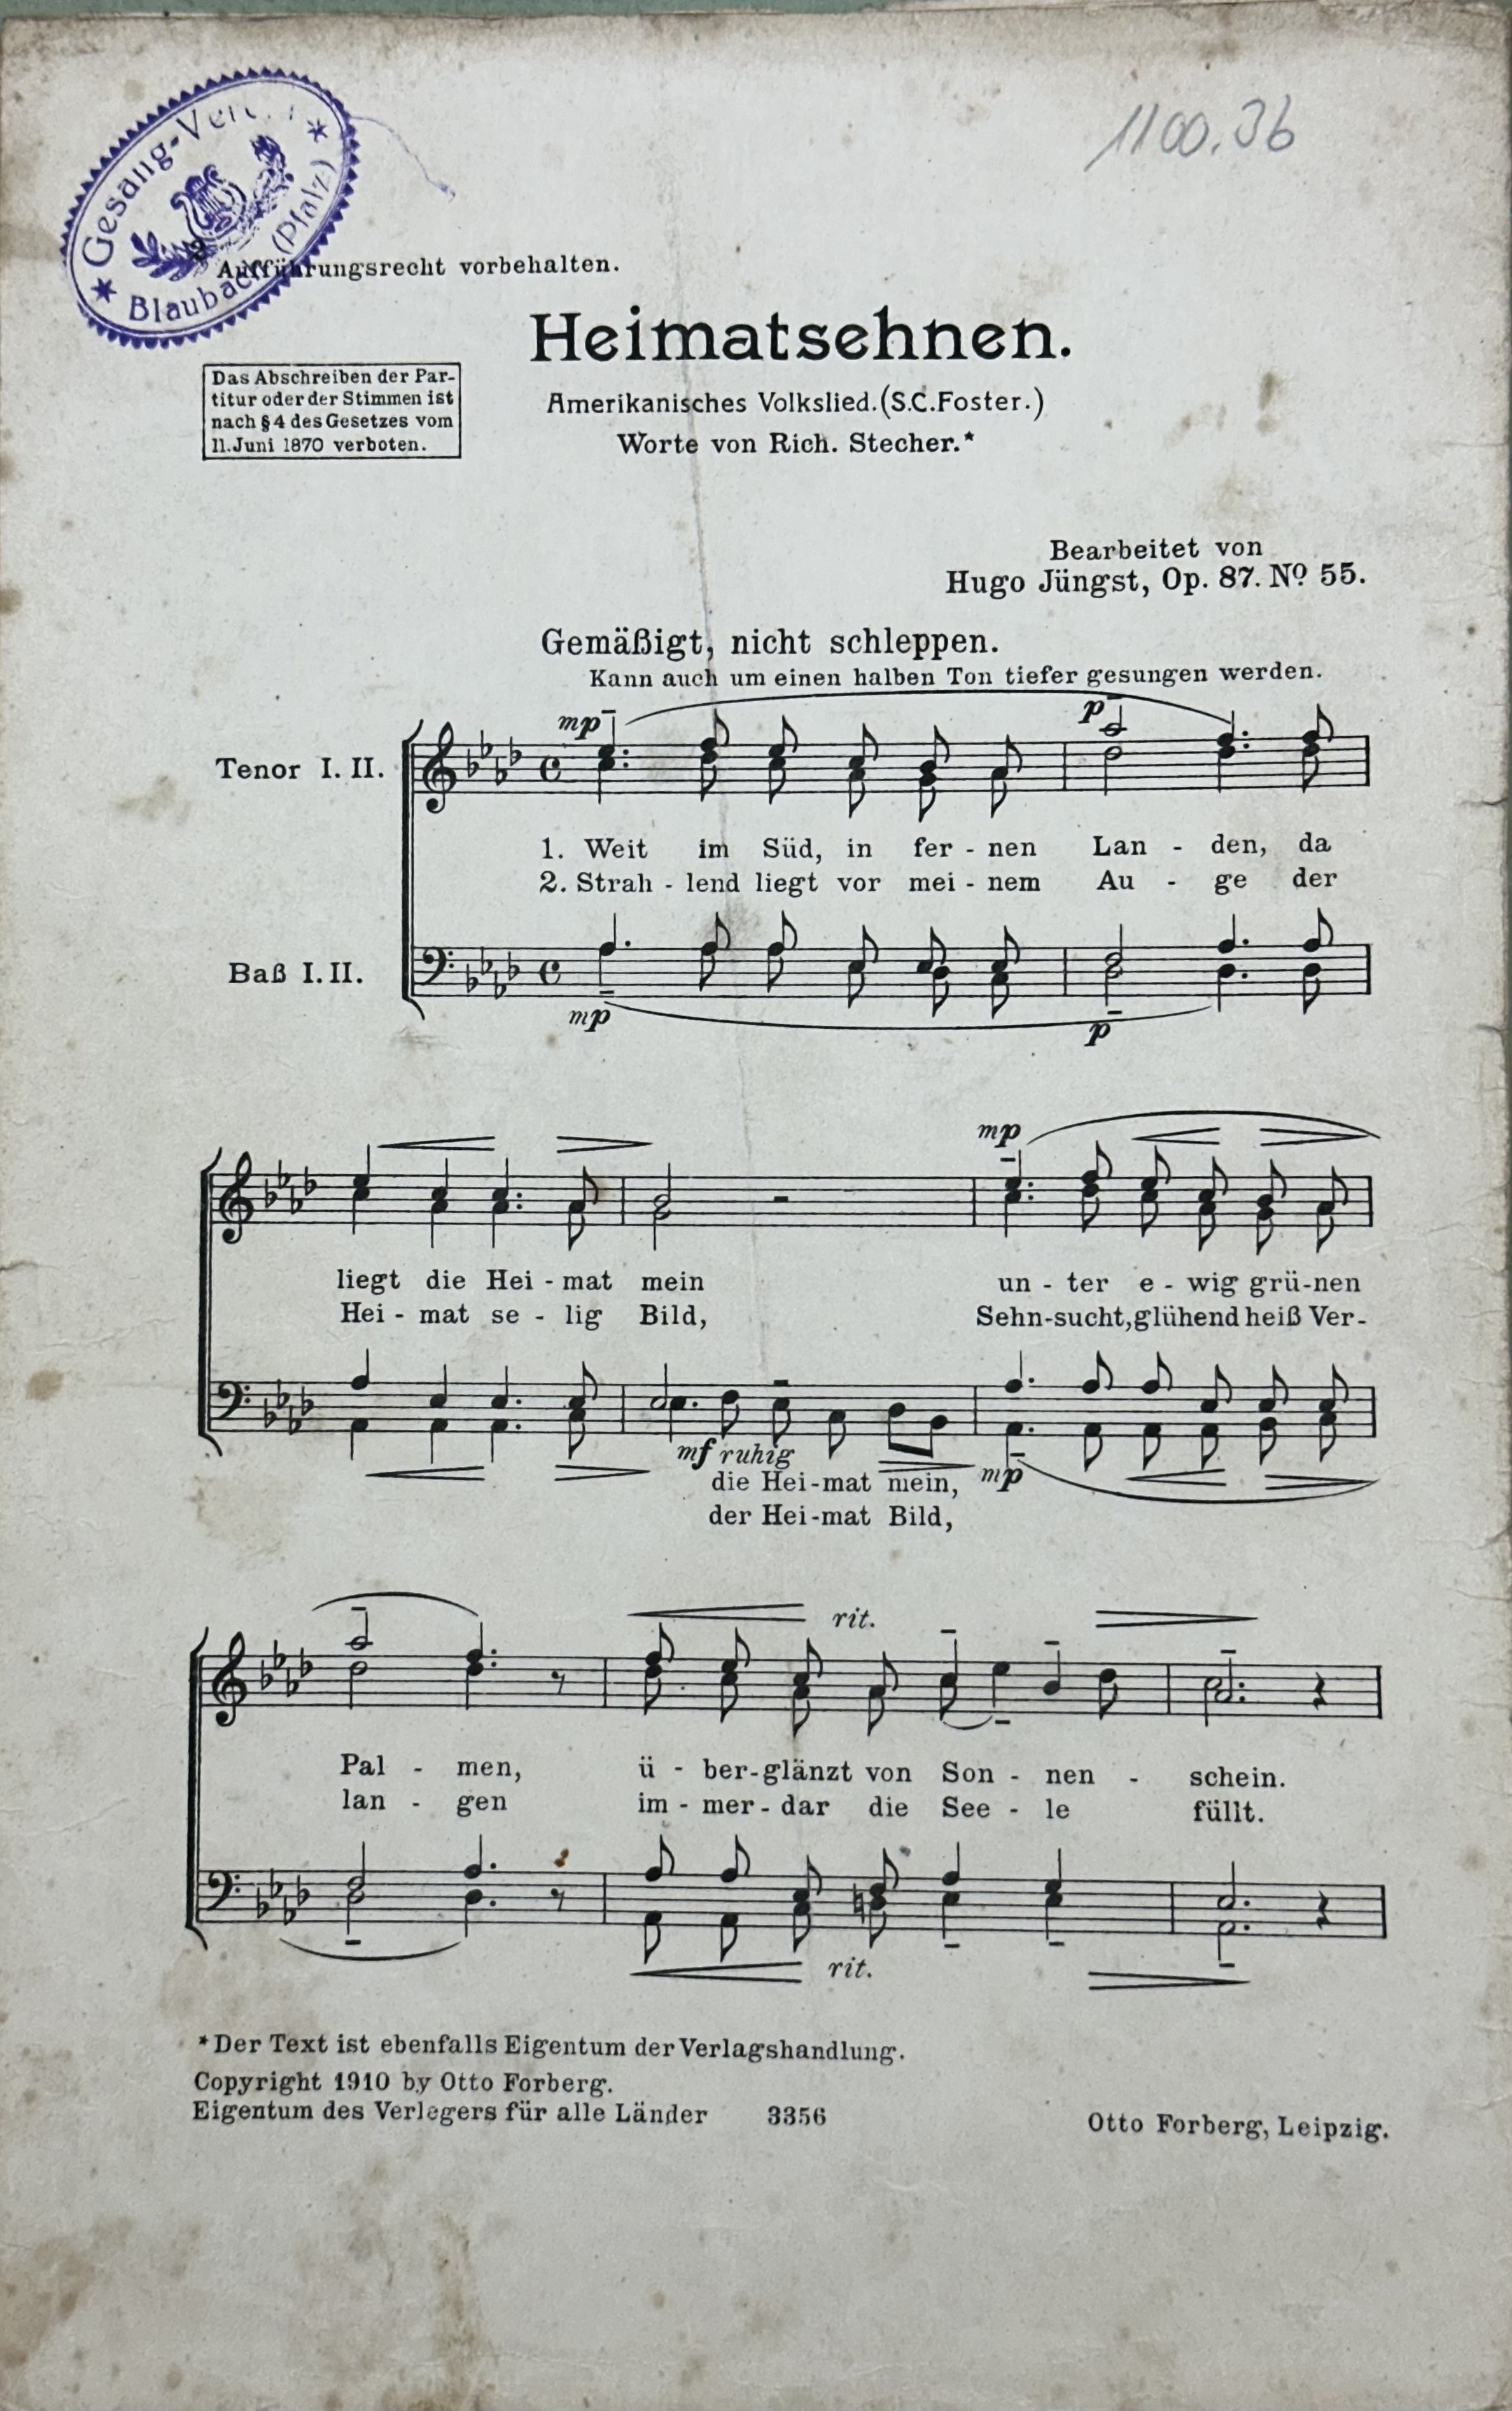 1100.36
Gesang-Verein
Blaubach (Pfalz)
Aufführungsrecht vorbehalten.
Heimatsehnen.
Das Abschreiben der Par-
titur oder der Stimmen ist
nach § 4 des Gesetzes vom
11. Juni 1870 verboten.
Amerikanisches Volkslied. (S.C. Foster.)
Worte von Rich. Stecher.*
Bearbeitet von
Hugo Jüngst, Op. 87. No 55.
Gemäßigt, nicht schleppen.
Kann auch um einen halben Ton tiefer gesungen werden.
mp p
Tenor I. II.
1. Weit im Süd, in fer - nen Lan - den, da
2. Strah - lend liegt vor mei - nem Au - ge der
Baß I. II.
mp p
mp
liegt die Hei - mat mein un - ter e - wig grü-nen
Hei - mat se - lig Bild, Sehn-sucht, glühend heiß Ver-
mf ruhig mp
die Hei-mat mein,
der Hei-mat Bild,
rit.
Pal - men, ü - ber-glänzt von Son - nen - schein.
lan - gen im - mer - dar die See - le füllt.
rit.
*Der Text ist ebenfalls Eigentum der Verlagshandlung.
Copyright 1910 by Otto Forberg.
Eigentum des Verlegers für alle Länder 3356 Otto Forberg, Leipzig.